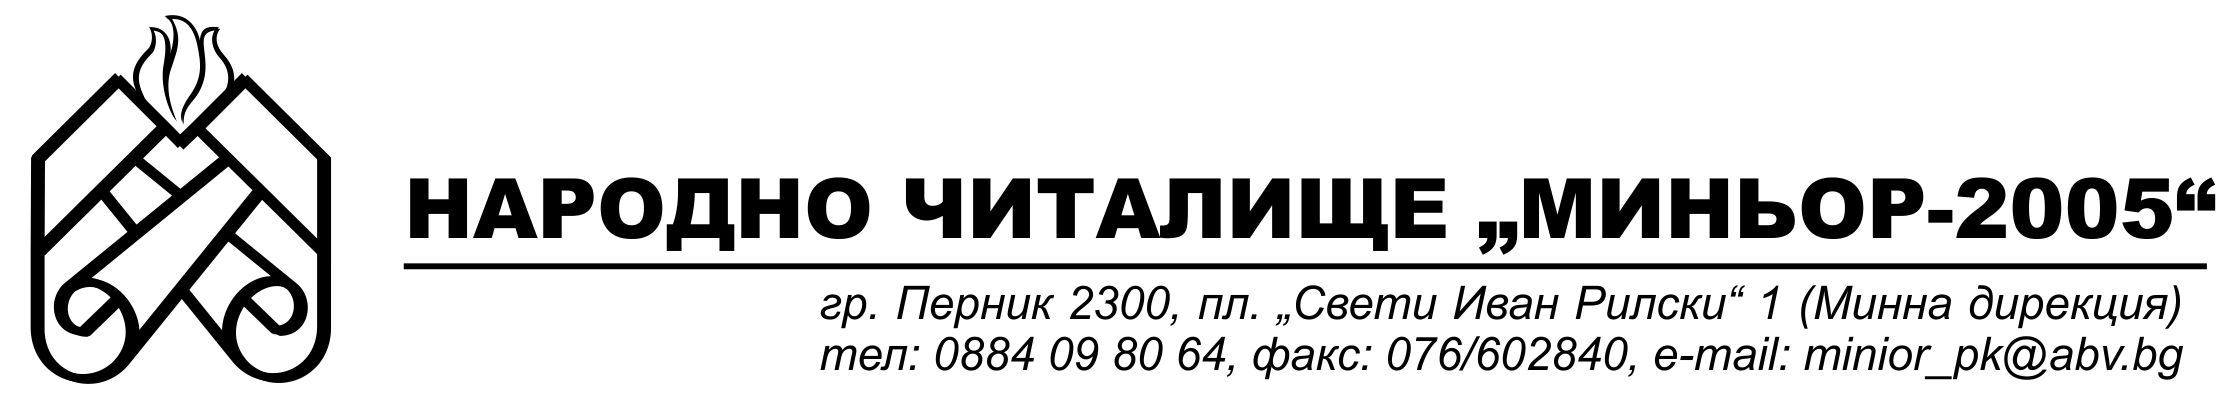 НАРОДНО ЧИТАЛИЩЕ „МИНЬОР-2005“
гр. Перник 2300, пл. „Свети Иван Рилски“ 1 (Минна дирекция)
тел: 0884 09 80 64, факс: 076/602840, e-mail: minior_pk@abv.bg